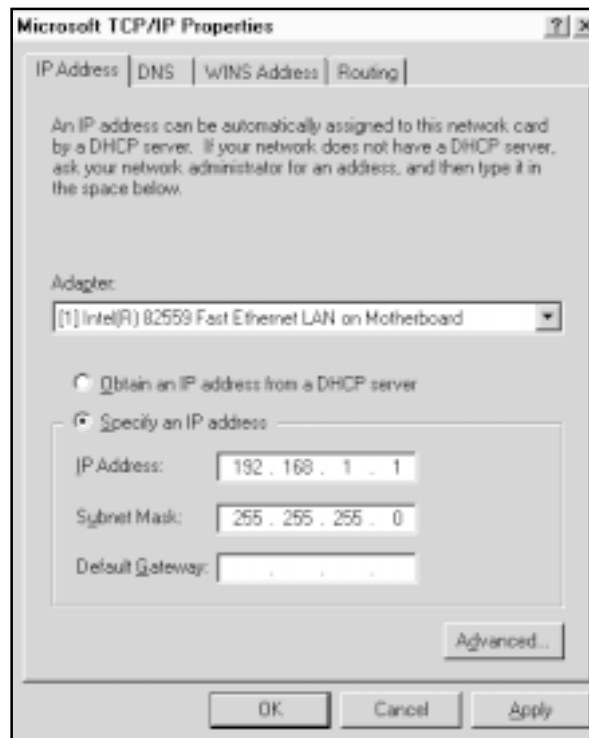 Microsoft TCP/IP Properties
IP Address DNS WINS Address Routing
An IP address can be automatically assigned to this network card
by a DHCP server. If your network does not have a DHCP server,
ask your network administrator for an address, and then type it in
the space below.
Adapter:
[1] Intel(R) 82559 Fast Ethernet LAN on Motherboard
Obtain an IP address from a DHCP server
Specify an IP address
IP Address: 192 . 168 . 1 . 1
Subnet Mask: 255 . 255 . 255 . 0
Default Gateway: . . .
Advanced...
OK Cancel Apply